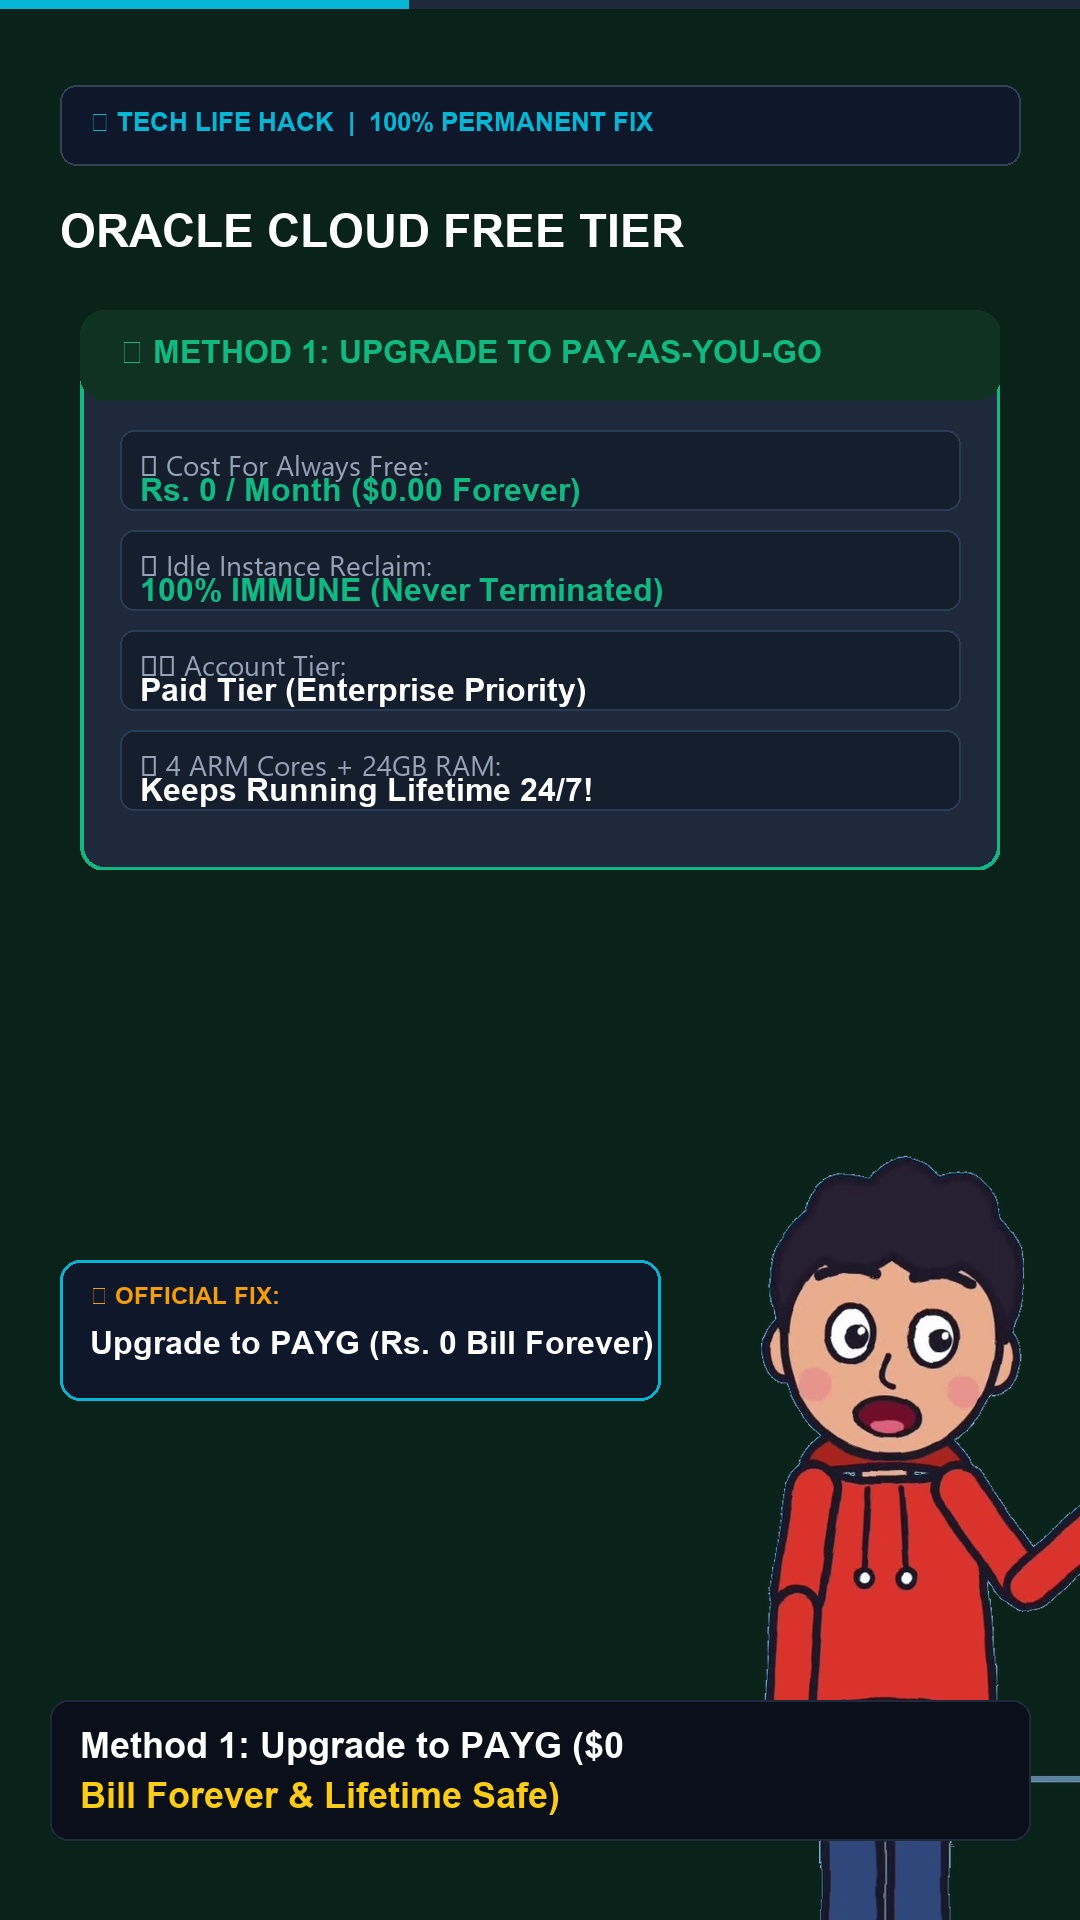 TECH LIFE HACK | 100% PERMANENT FIX
ORACLE CLOUD FREE TIER
METHOD 1: UPGRADE TO PAY-AS-YOU-GO
Cost For Always Free:
Rs. 0 / Month ($0.00 Forever)
Idle Instance Reclaim:
100% IMMUNE (Never Terminated)
Account Tier:
Paid Tier (Enterprise Priority)
4 ARM Cores + 24GB RAM:
Keeps Running Lifetime 24/7!
OFFICIAL FIX:
Upgrade to PAYG (Rs. 0 Bill Forever)
Method 1: Upgrade to PAYG ($0
Bill Forever & Lifetime Safe)